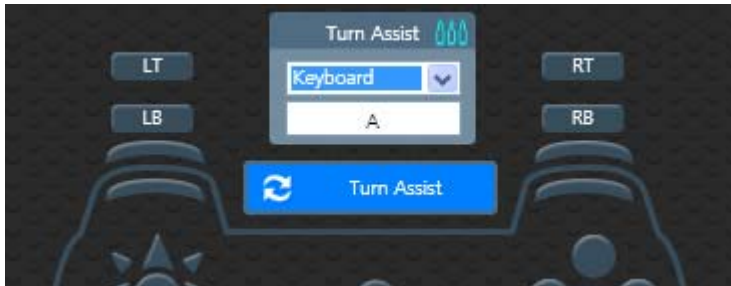 Turn Assist
LT
Keyboard
RT
LB
A
RB
Turn Assist